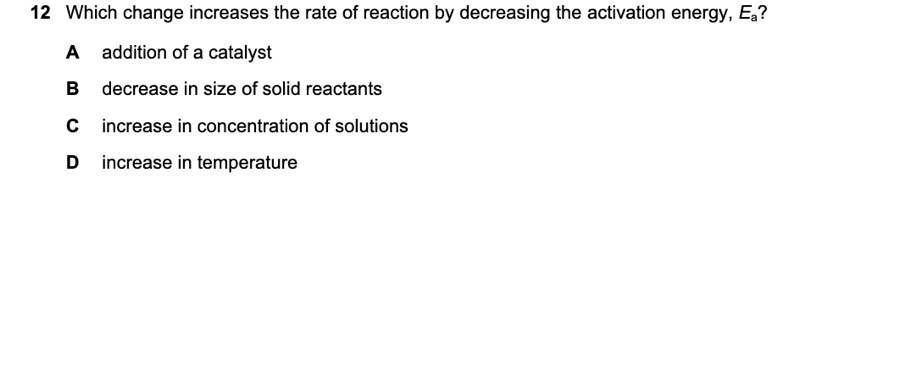 12 Which change increases the rate of reaction by decreasing the activation energy, Eₐ?
A addition of a catalyst
B decrease in size of solid reactants
C increase in concentration of solutions
D increase in temperature